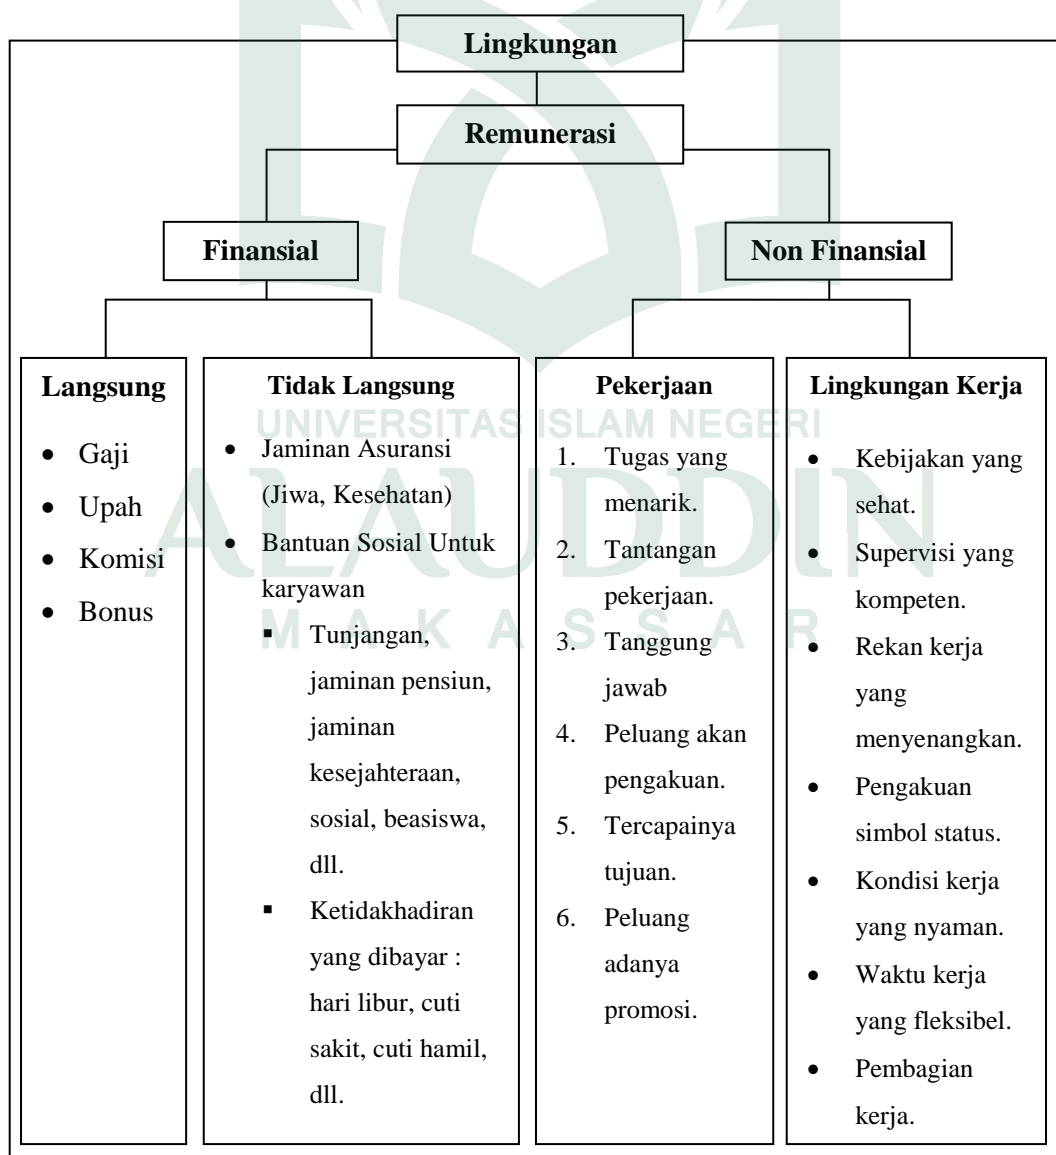 Lingkungan
Remunerasi
Finansial
Non Finansial
Langsung
• Gaji
• Upah
• Komisi
• Bonus
Tidak Langsung
• Jaminan Asuransi
(Jiwa, Kesehatan)
• Bantuan Sosial Untuk
karyawan
▪ Tunjangan,
jaminan pensiun,
jaminan
kesejahteraan,
sosial, beasiswa,
dll.
▪ Ketidakhadiran
yang dibayar :
hari libur, cuti
sakit, cuti hamil,
dll.
Pekerjaan
1. Tugas yang
menarik.
2. Tantangan
pekerjaan.
3. Tanggung
jawab
4. Peluang akan
pengakuan.
5. Tercapainya
tujuan.
6. Peluang
adanya
promosi.
Lingkungan Kerja
• Kebijakan yang
sehat.
• Supervisi yang
kompeten.
• Rekan kerja
yang
menyenangkan.
• Pengakuan
simbol status.
• Kondisi kerja
yang nyaman.
• Waktu kerja
yang fleksibel.
• Pembagian
kerja.
UNIVERSITAS ISLAM NEGERI
ALAUDDIN
MAKASSAR